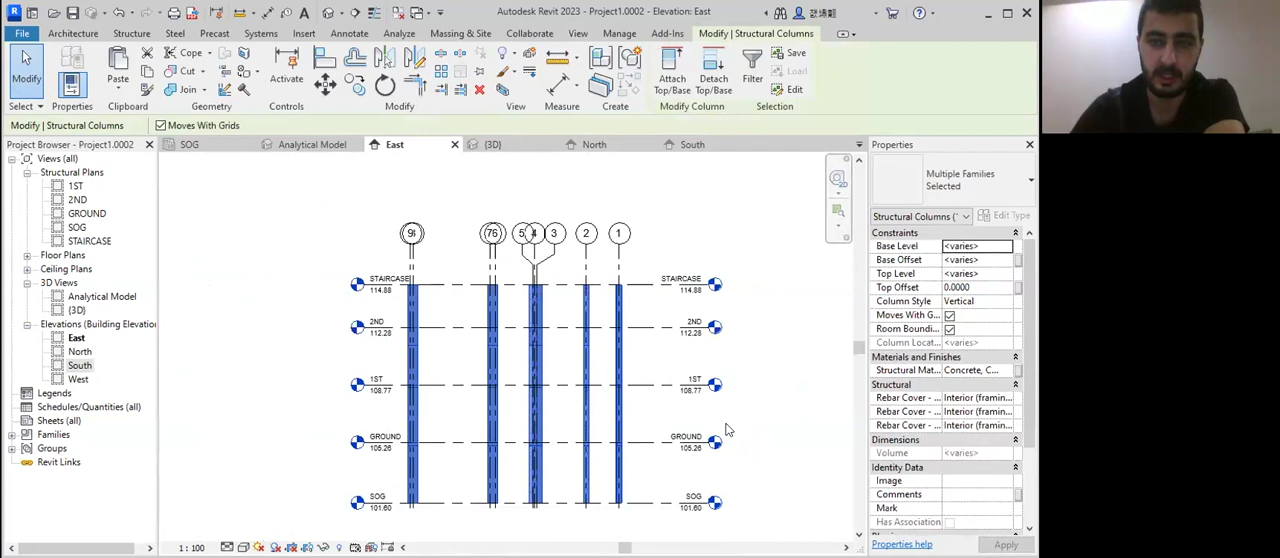 Autodesk Revit 2023 - Project1.0002 - Elevation: East
File Architecture Structure Steel Precast Systems Insert Annotate Analyze Massing & Site Collaborate View Manage Add-Ins Modify | Structural Columns
Modify
Select
Properties
Paste
Clipboard
Cope
Cut
Join
Geometry
Activate
Controls
Modify
View
Measure
Create
Attach Top/Base
Detach Top/Base
Modify Column
Filter
Save
Load
Edit
Selection
Modify | Structural Columns Moves With Grids
Project Browser - Project1.0002
Views (all)
Structural Plans
1ST
2ND
GROUND
SOG
STAIRCASE
Floor Plans
Ceiling Plans
3D Views
Analytical Model
{3D}
Elevations (Building Elevation
East
North
South
West
Legends
Schedules/Quantities (all)
Sheets (all)
Families
Groups
Revit Links
SOG Analytical Model East {3D} North South
2D
9 7 6 5 4 3 2 1
STAIRCASE STAIRCASE
114.88 114.88
2ND 2ND
112.28 112.28
1ST 1ST
108.77 108.77
GROUND GROUND
105.26 105.26
SOG SOG
101.60 101.60
1 : 100
Properties
Multiple Families
Selected
Structural Columns ( Edit Type
Constraints
Base Level <varies>
Base Offset <varies>
Top Level <varies>
Top Offset 0.0000
Column Style Vertical
Moves With G...
Room Boundi...
Column Locat... <varies>
Materials and Finishes
Structural Mat... Concrete, C...
Structural
Rebar Cover - ... Interior (framin...
Rebar Cover - ... Interior (framin...
Rebar Cover - ... Interior (framin...
Dimensions
Volume <varies>
Identity Data
Image
Comments
Mark
Has Association
Properties help Apply